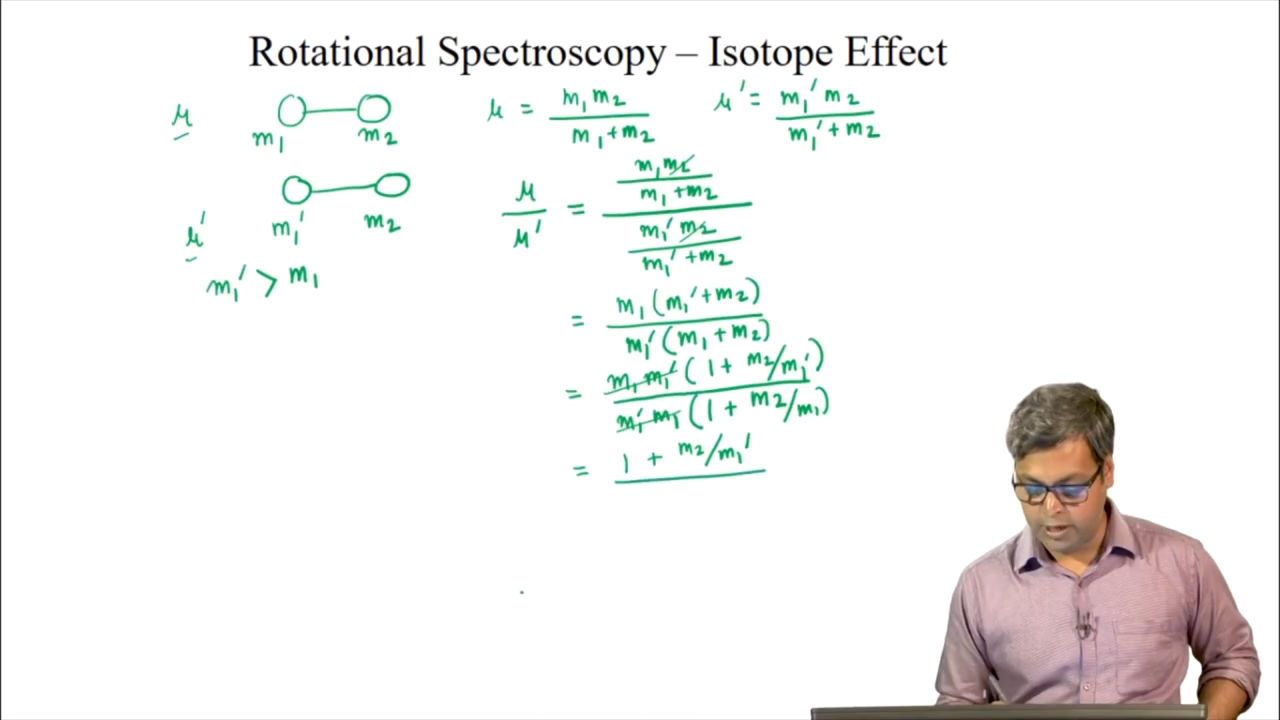 Rotational Spectroscopy – Isotope Effect
μ m₁ m₂ μ = m₁m₂ / m₁+m₂ μ' = m₁'m₂ / m₁'+m₂
μ' m₁' m₂ μ / μ' = m₁m₂ / m₁+m₂ / m₁'m₂ / m₁'+m₂
m₁' > m₁
= m₁(m₁'+m₂) / m₁'(m₁+m₂)
= m₁m₁'(1+m₂/m₁') / m₁'m₁(1+m₂/m₁)
= 1+m₂/m₁'